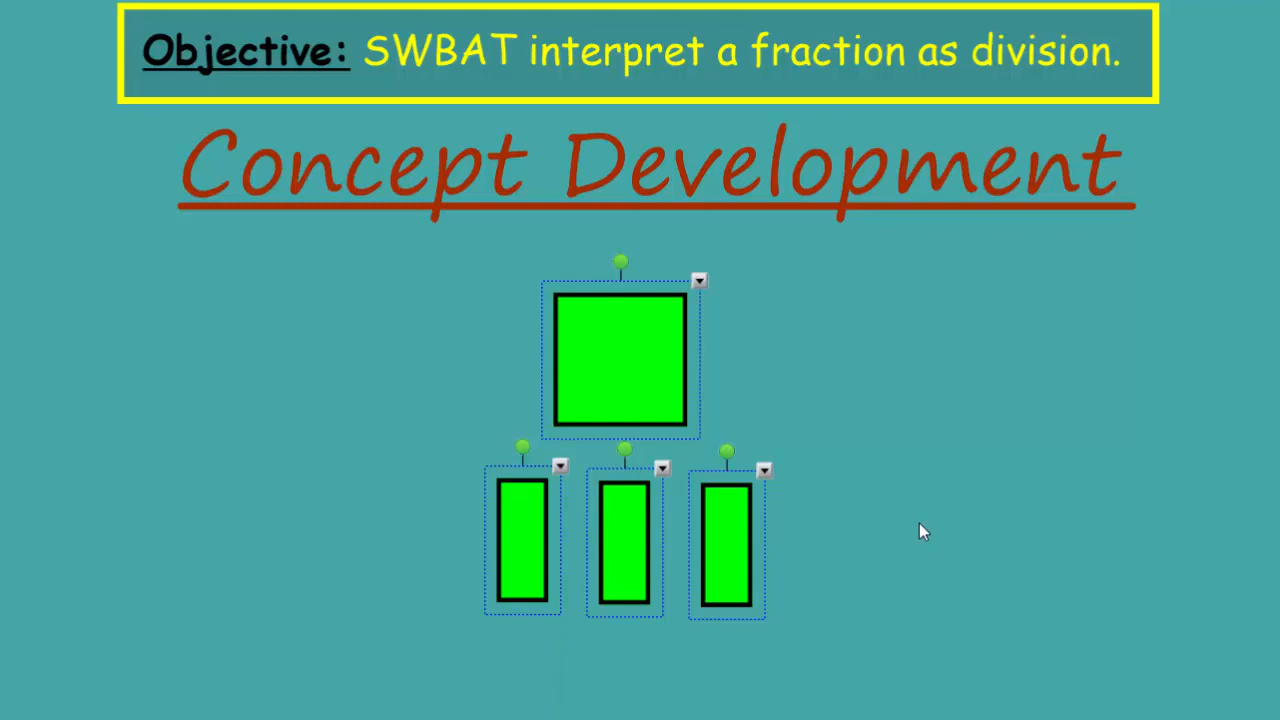 Objective: SWBAT interpret a fraction as division.
Concept Development